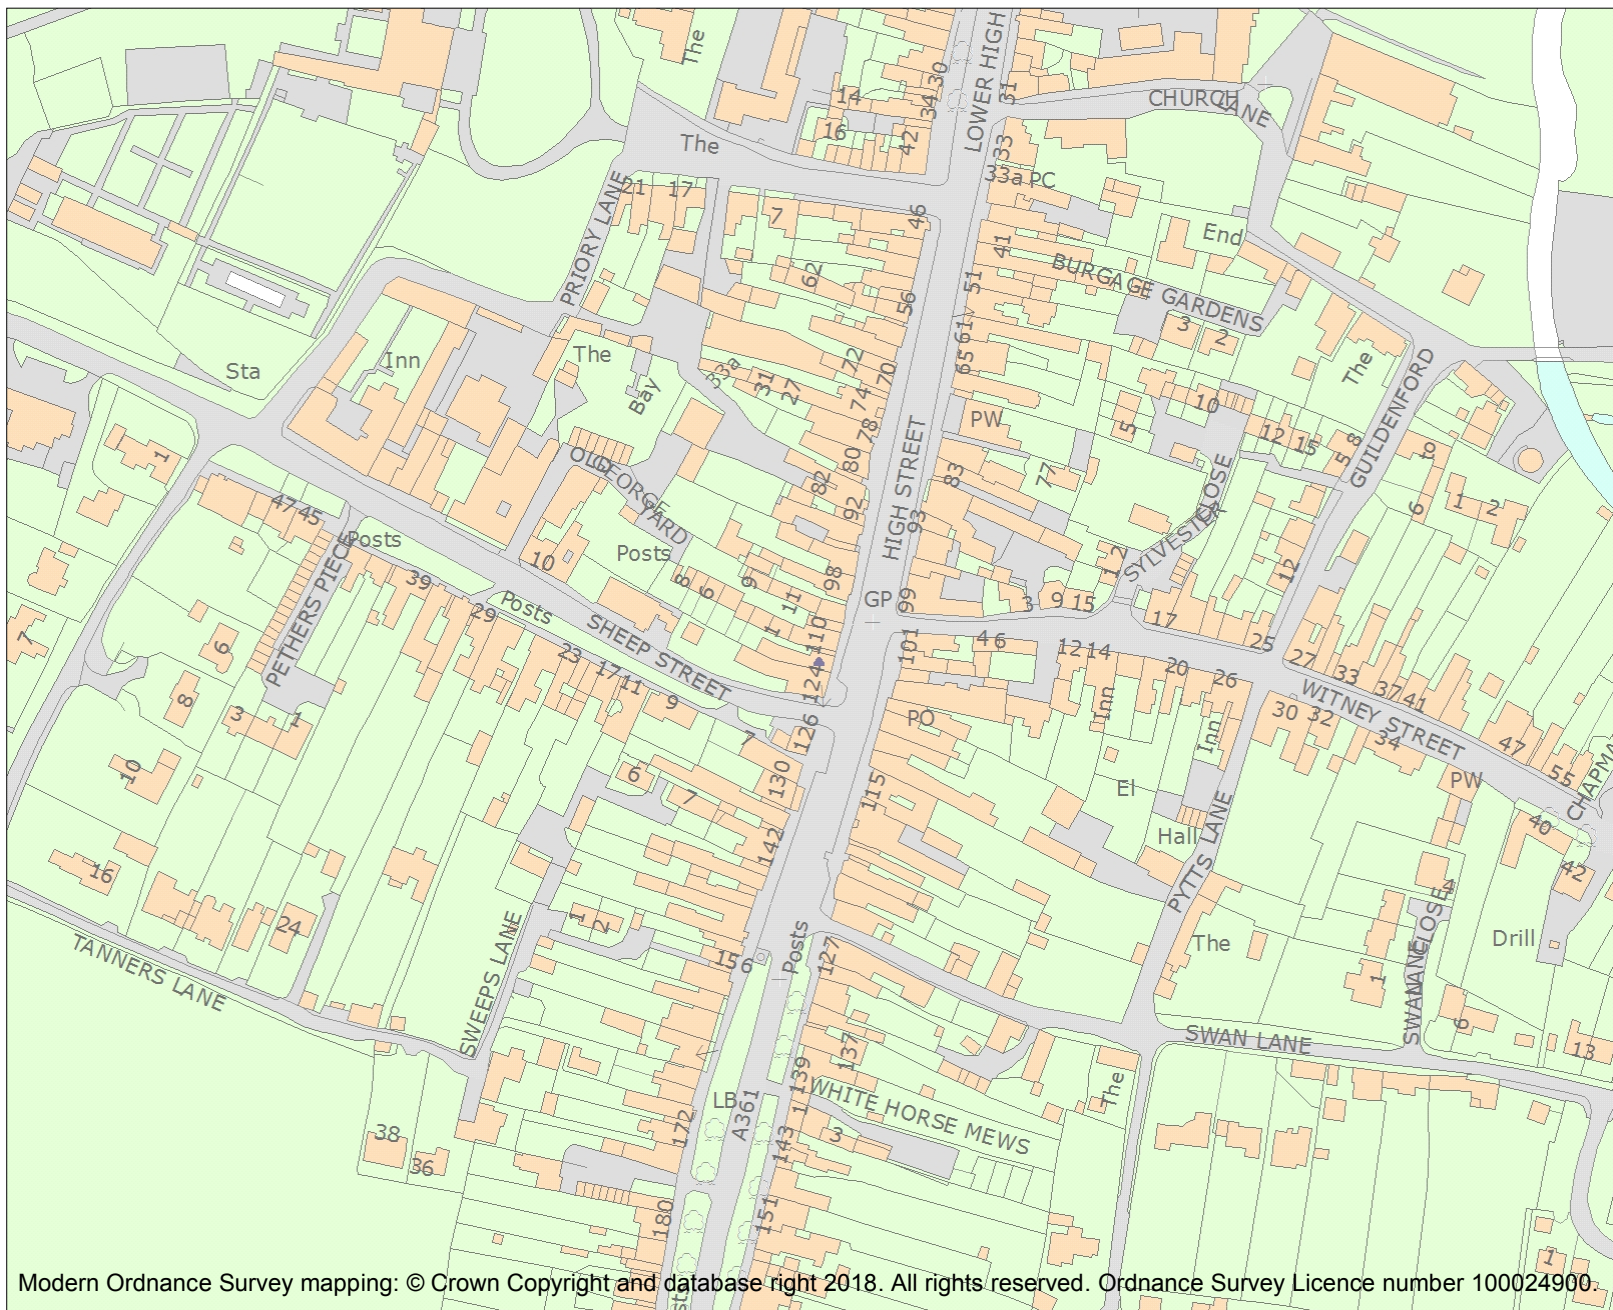 The
30
LOWER HIGH
31
14
34
CHURCH
LANE
16
42
The
33
33a PC
21
17
PRIORY LANE
7
46
End
41
BURGAGE GARDENS
62
51
56
61
3
2
65
Inn
The
Sta
33a
31
27
72
70
The
Bay
74
10
GUILDENFORD
PW
5
78
12
15
58
to
1
OLD
GEORGE
YARD
80
82
83
77
HIGH STREET
CLOSE
SYLVESTER
6
1
2
47
45
92
93
Posts
PETHERS PIECE
39
10
Posts
8
6
9
11
98
12
12
29
Posts
SHEEP STREET
GP
99
3
9
15
17
7
6
1
110
101
4
6
12
14
25
23
17
11
124
20
26
27
33
37
41
WITNEY STREET
8
3
1
9
PO
Inn
Inn
30
32
34
47
55
CHAPMA
7
126
10
6
7
130
115
El
PW
40
142
Hall
PYTTS LANE
4
42
16
24
1
2
SWAN CLOSE
The
Drill
TANNERS LANE
SWEEPS LANE
156
Posts
127
1
SWAN LANE
6
SWAN LANE
137
13
139
The
WHITE HORSE MEWS
LB
A361
1
172
143
3
38
36
180
151
1
sts
Modern Ordnance Survey mapping: © Crown Copyright and database right 2018. All rights reserved. Ordnance Survey Licence number 100024900.